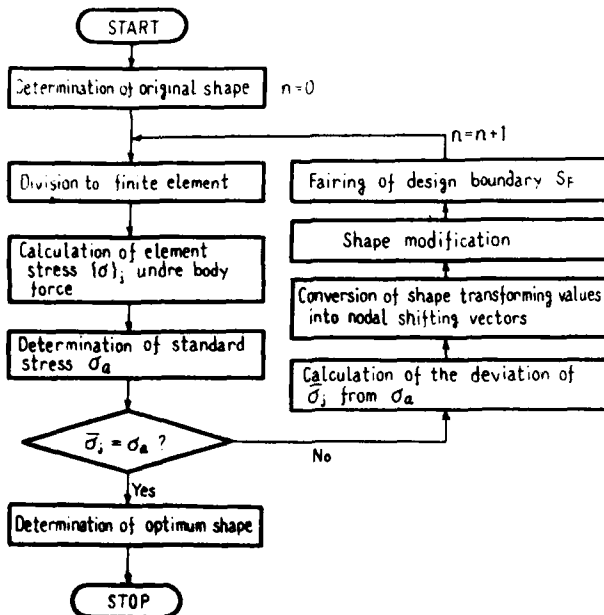 START
Determination of original shape n=0
n=n+1
Division to finite element
Calculation of element
stress {σ}ⱼ undre body
force
Determination of standard
stress σₐ
σ̄ⱼ = σₐ ?
No
Yes
Determination of optimum shape
STOP
Fairing of design boundary S_F
Shape modification
Conversion of shape transforming values
into nodal shifting vectors
Calculation of the deviation of
σ̄ⱼ from σₐ